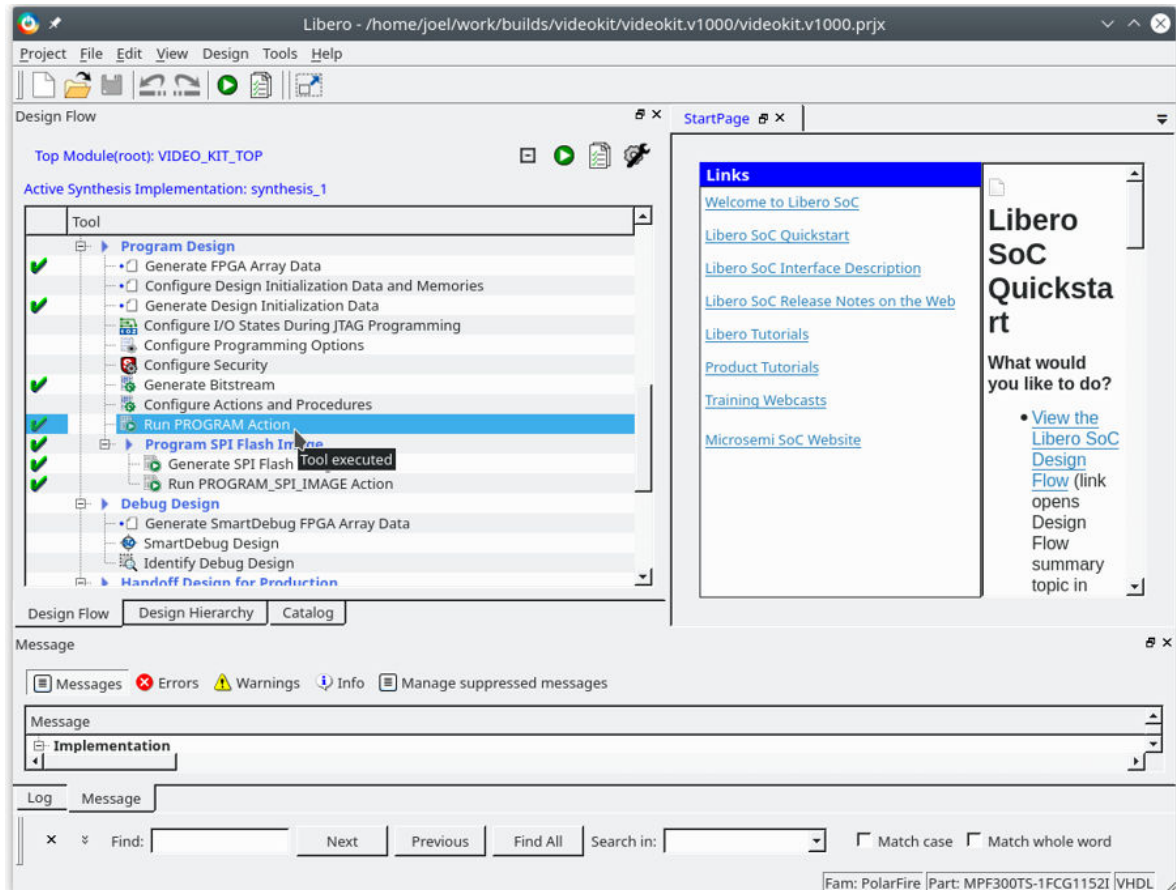 Libero - /home/joel/work/builds/videokit/videokit.v1000/videokit.v1000.prjx
Project File Edit View Design Tools Help
Design Flow
Top Module(root): VIDEO_KIT_TOP
Active Synthesis Implementation: synthesis_1
Tool
Program Design
Generate FPGA Array Data
Configure Design Initialization Data and Memories
Generate Design Initialization Data
Configure I/O States During JTAG Programming
Configure Programming Options
Configure Security
Generate Bitstream
Configure Actions and Procedures
Run PROGRAM Action
Program SPI Flash Image
Tool executed
Generate SPI Flash
Run PROGRAM_SPI_IMAGE Action
Debug Design
Generate SmartDebug FPGA Array Data
SmartDebug Design
Identify Debug Design
Handoff Design for Production
Design Flow Design Hierarchy Catalog
StartPage
Links
Welcome to Libero SoC
Libero SoC Quickstart
Libero SoC Interface Description
Libero SoC Release Notes on the Web
Libero Tutorials
Product Tutorials
Training Webcasts
Microsemi SoC Website
Libero
SoC
Quicksta
rt
What would
you like to do?
View the
Libero SoC
Design
Flow (link
opens
Design
Flow
summary
topic in
Message
Messages Errors Warnings Info Manage suppressed messages
Message
Implementation
Log Message
Find: Next Previous Find All Search in: Match case Match whole word
Fam: PolarFire Part: MPF300TS-1FCG1152I VHDL